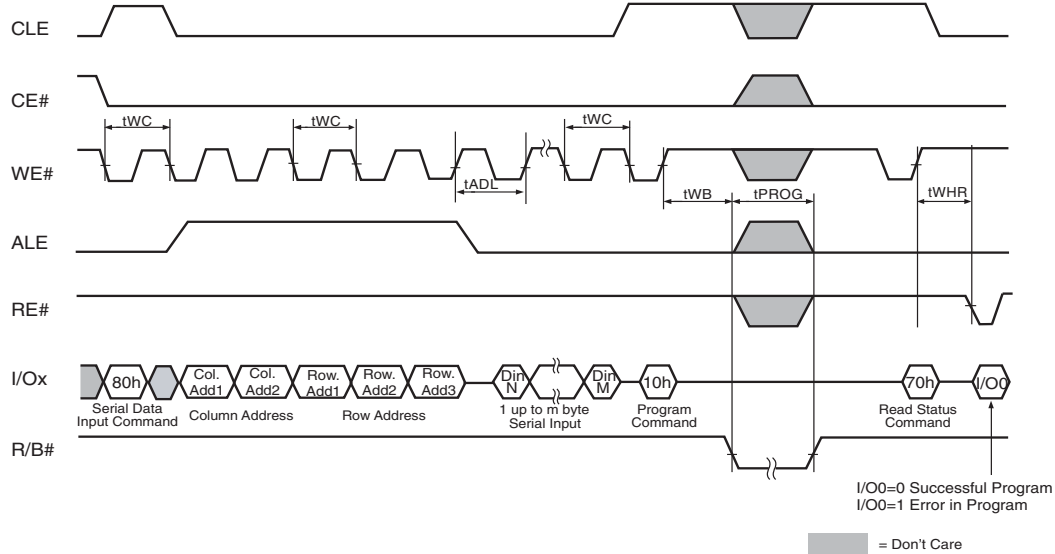 CLE
CE#
tWC
tWC
tWC
WE#
tADL
tWB
tPROG
tWHR
ALE
RE#
I/Ox
80h
Col.
Add1
Col.
Add2
Row.
Add1
Row.
Add2
Row.
Add3
Din
N
Din
M
10h
70h
I/O0
Serial Data
Input Command
Column Address
Row Address
1 up to m byte
Serial Input
Program
Command
Read Status
Command
R/B#
I/O0=0 Successful Program
I/O0=1 Error in Program
= Don't Care